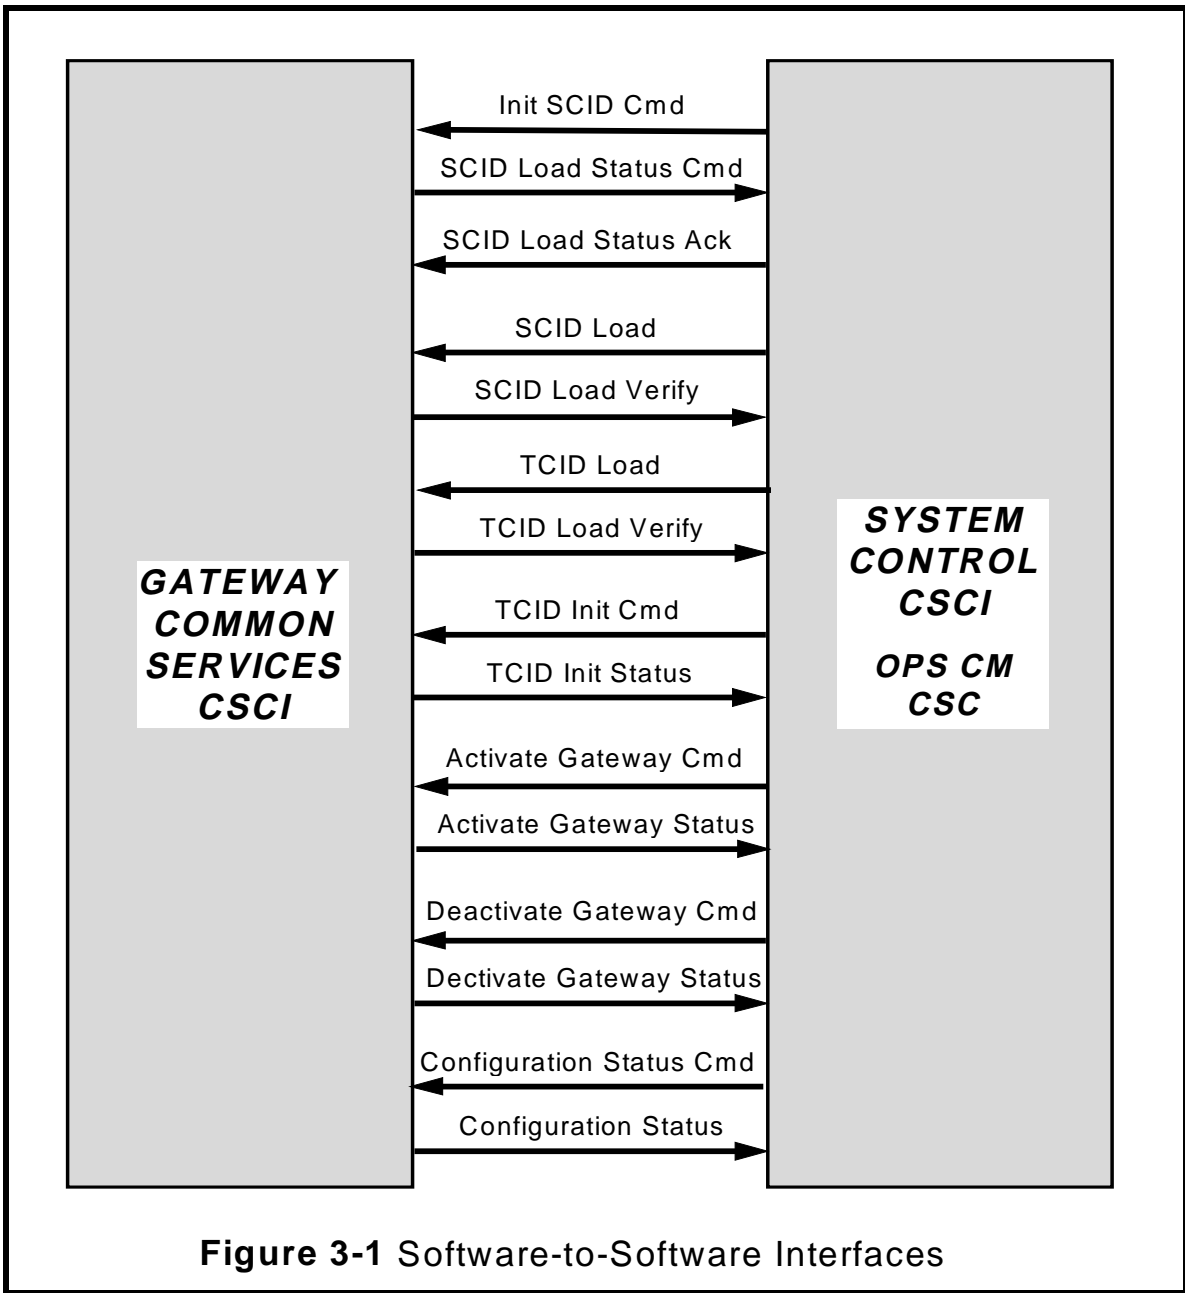 Init SCID Cmd
SCID Load Status Cmd
SCID Load Status Ack
SCID Load
SCID Load Verify
TCID Load
TCID Load Verify
TCID Init Cmd
TCID Init Status
Activate Gateway Cmd
Activate Gateway Status
Deactivate Gateway Cmd
Dectivate Gateway Status
Configuration Status Cmd
Configuration Status
GATEWAY
COMMON
SERVICES
CSCI
SYSTEM
CONTROL
CSCI
OPS CM
CSC
Figure 3-1 Software-to-Software Interfaces